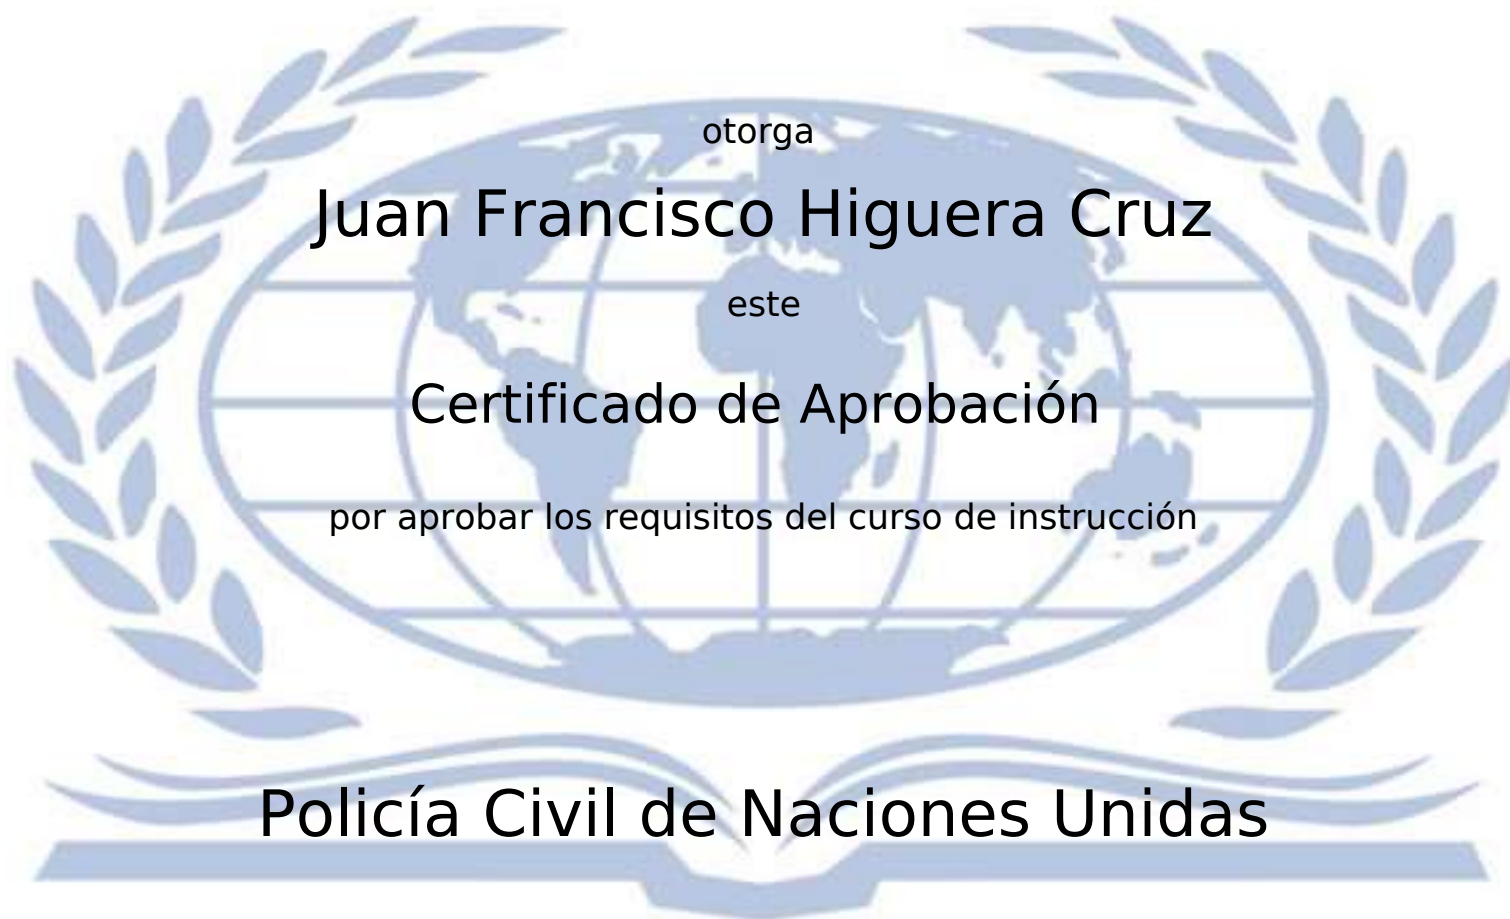 otorga
Juan Francisco Higuera Cruz
este
Certificado de Aprobación
por aprobar los requisitos del curso de instrucción
Policía Civil de Naciones Unidas